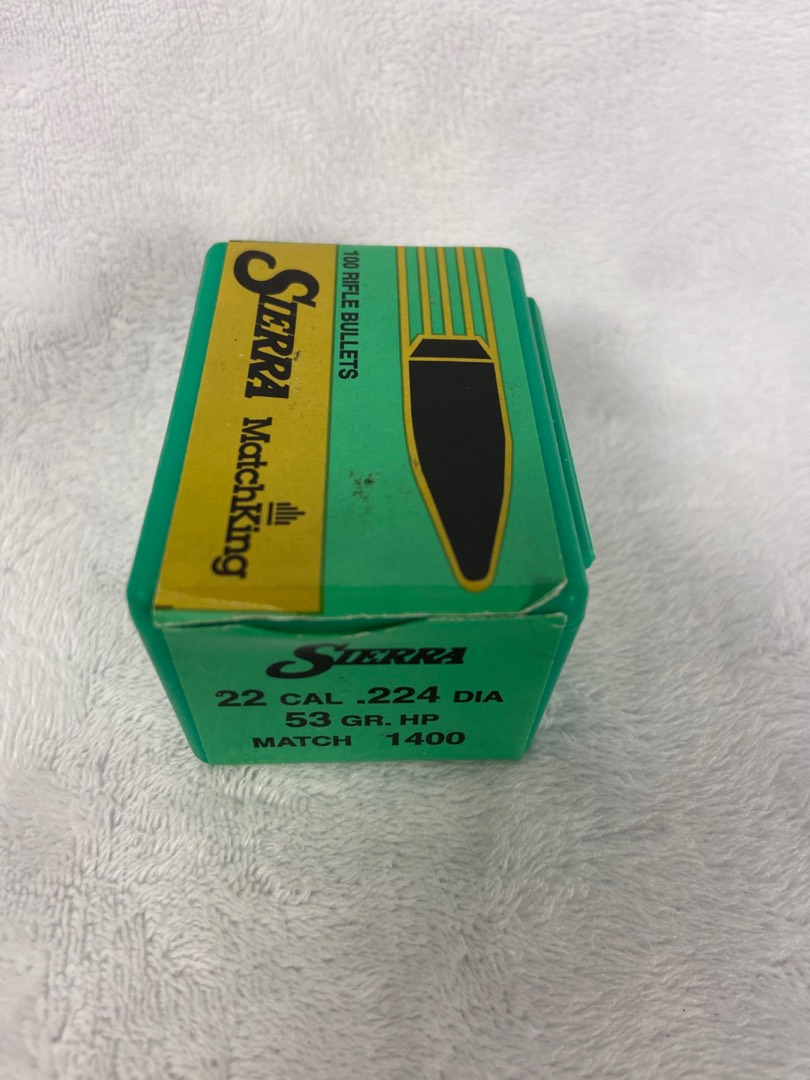 SIERRA MatchKing
100 RIFLE BULLETS
SIERRA
22 CAL .224 DIA
53 GR. HP
MATCH 1400